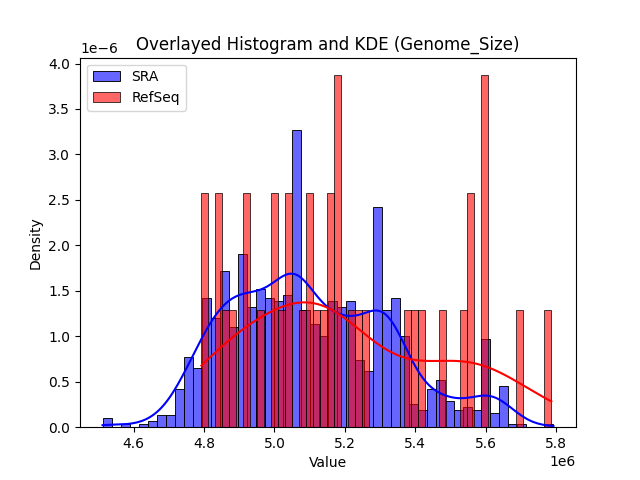 Overlayed Histogram and KDE (Genome_Size)
1e−6
4.0
3.5
3.0
2.5
2.0
1.5
1.0
0.5
0.0
Density
SRA
RefSeq
4.6 4.8 5.0 5.2 5.4 5.6 5.8
Value
1e6